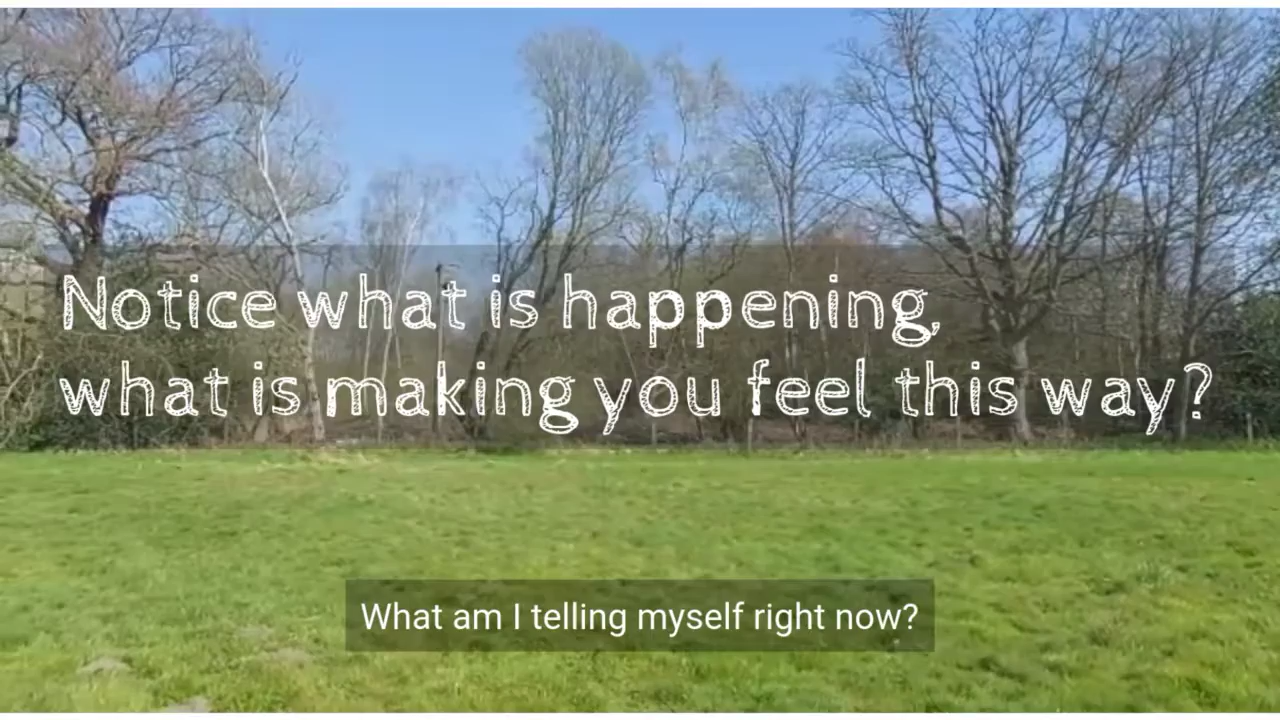 Notice what is happening,
what is making you feel this way?
What am I telling myself right now?